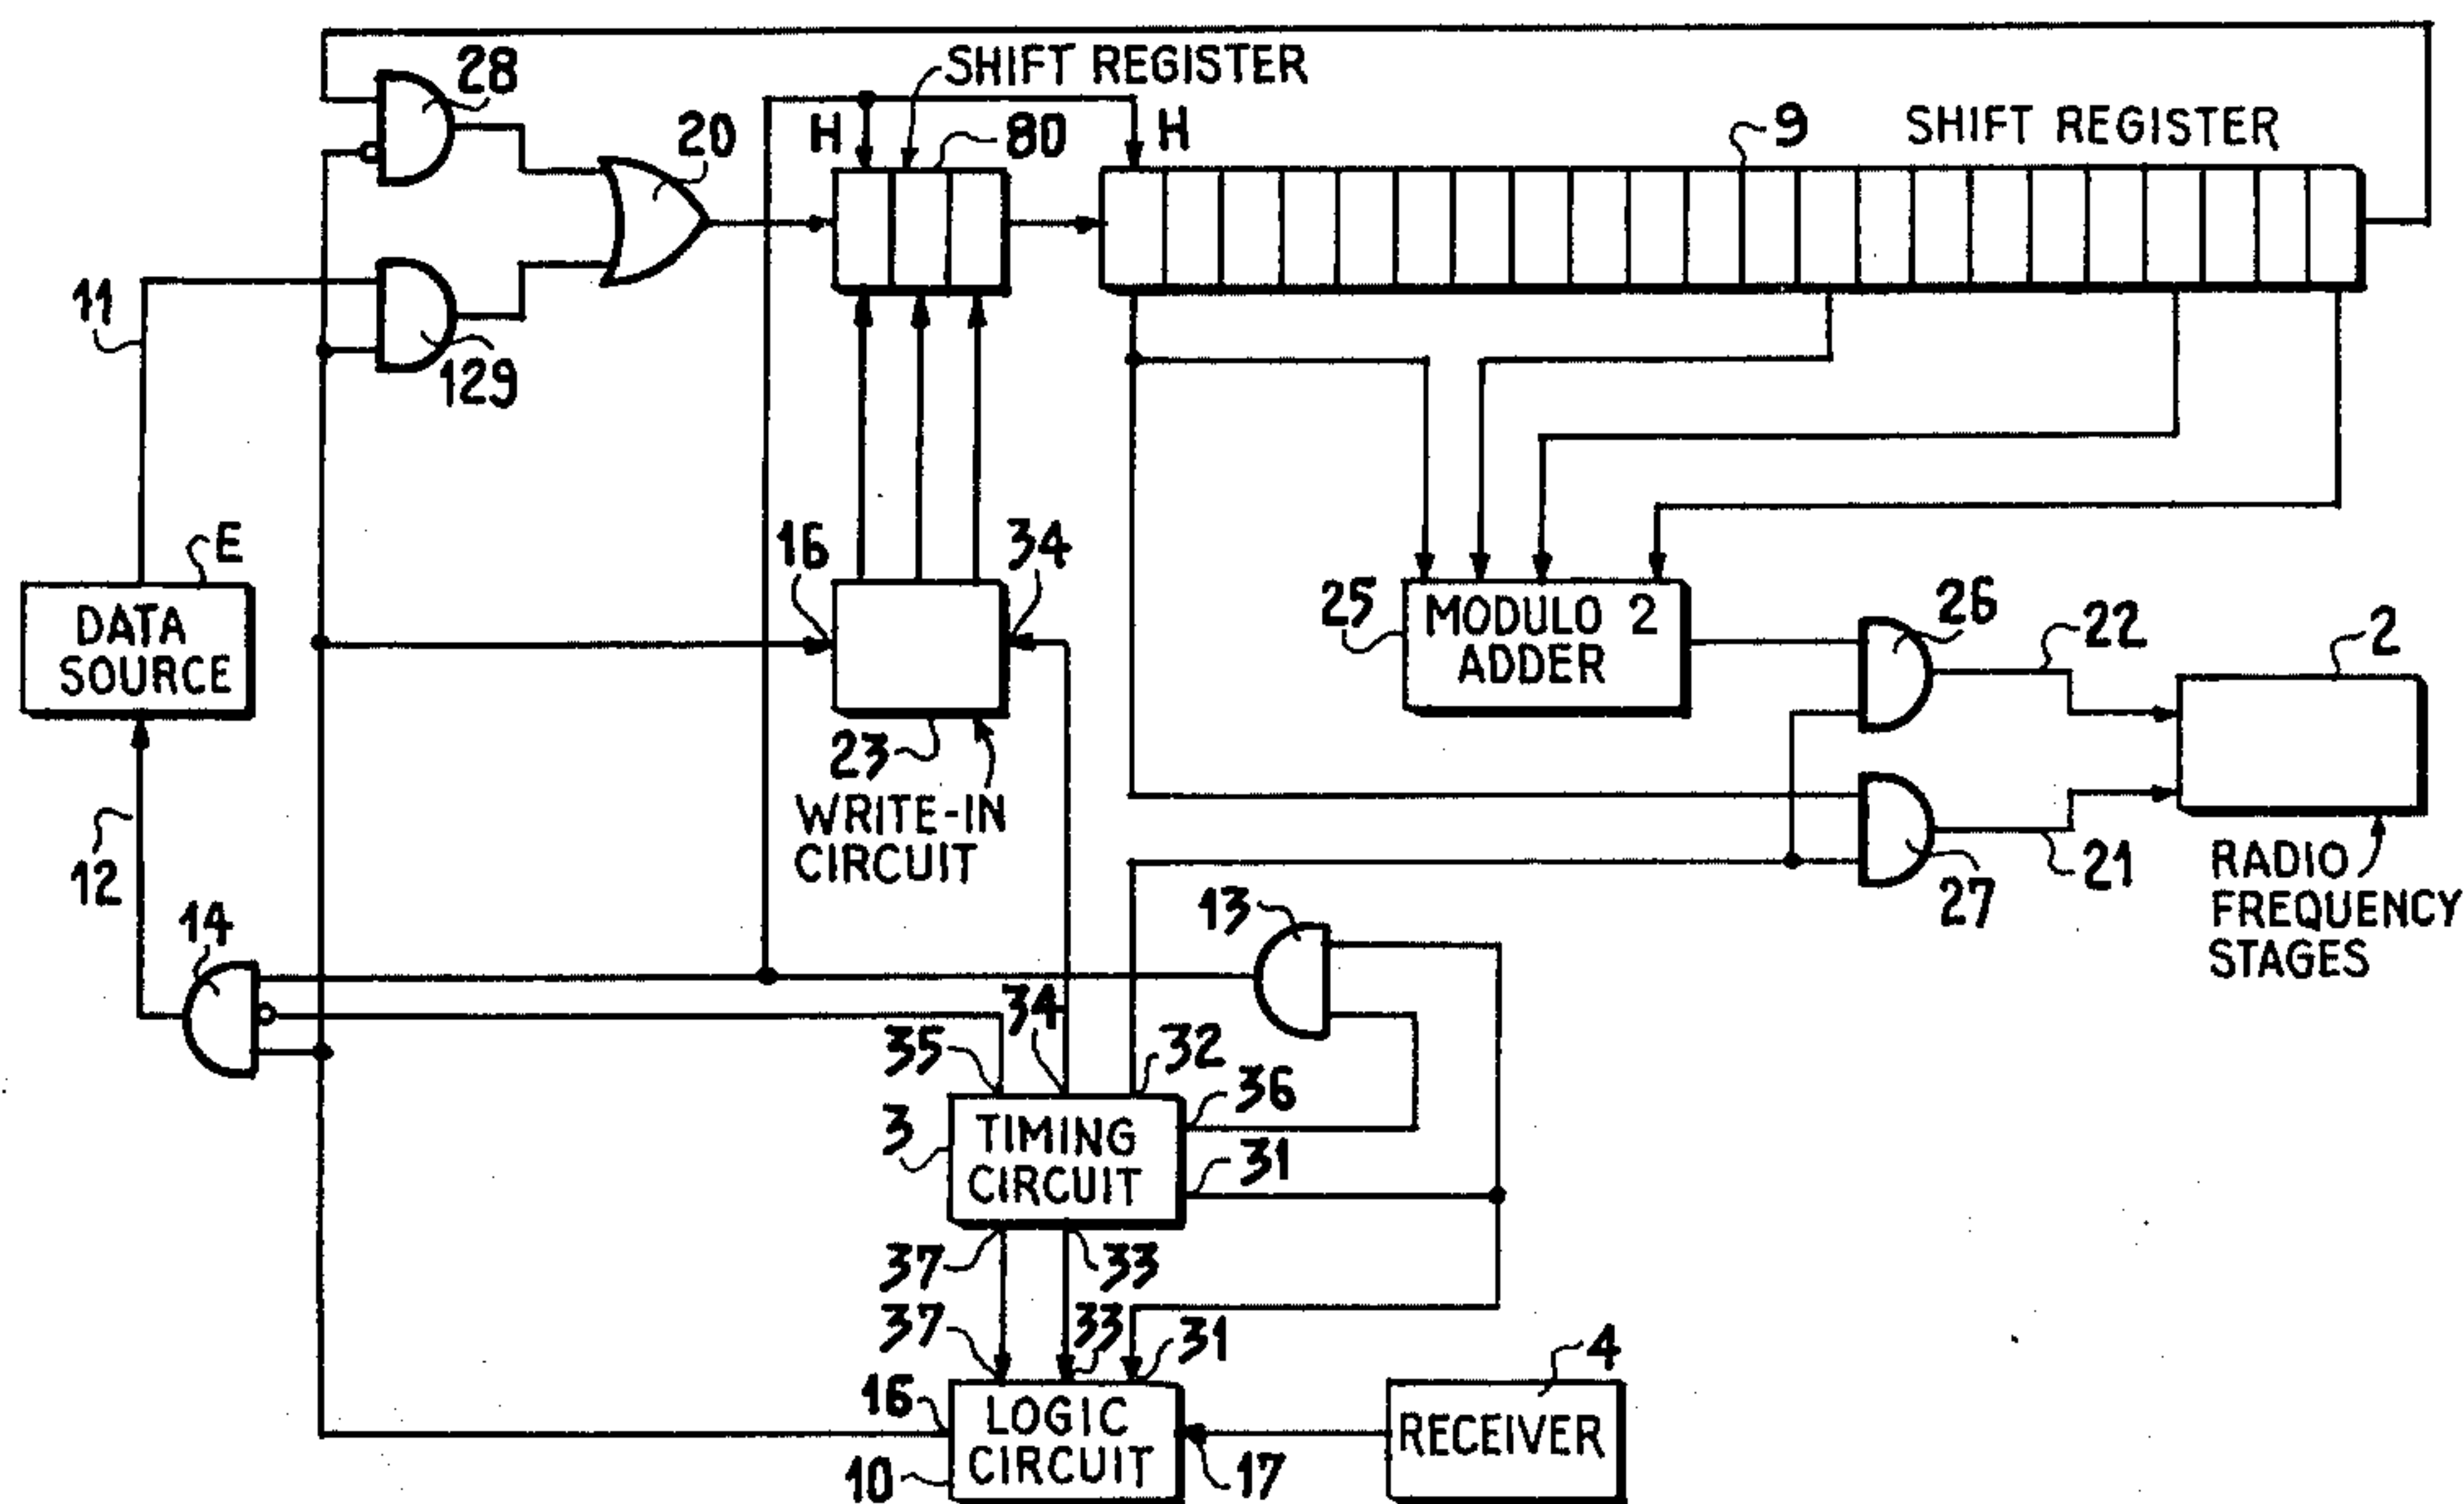 28
SHIFT REGISTER
20
H
80
H
9
SHIFT REGISTER
11
129
E
16
34
DATA
SOURCE
25
MODULO 2
ADDER
26
22
2
23
WRITE-IN
CIRCUIT
12
14
13
27
21
RADIO
FREQUENCY
STAGES
34
35
32
36
3
TIMING
CIRCUIT
31
37
33
37
33
31
4
16
LOGIC
CIRCUIT
RECEIVER
10
17